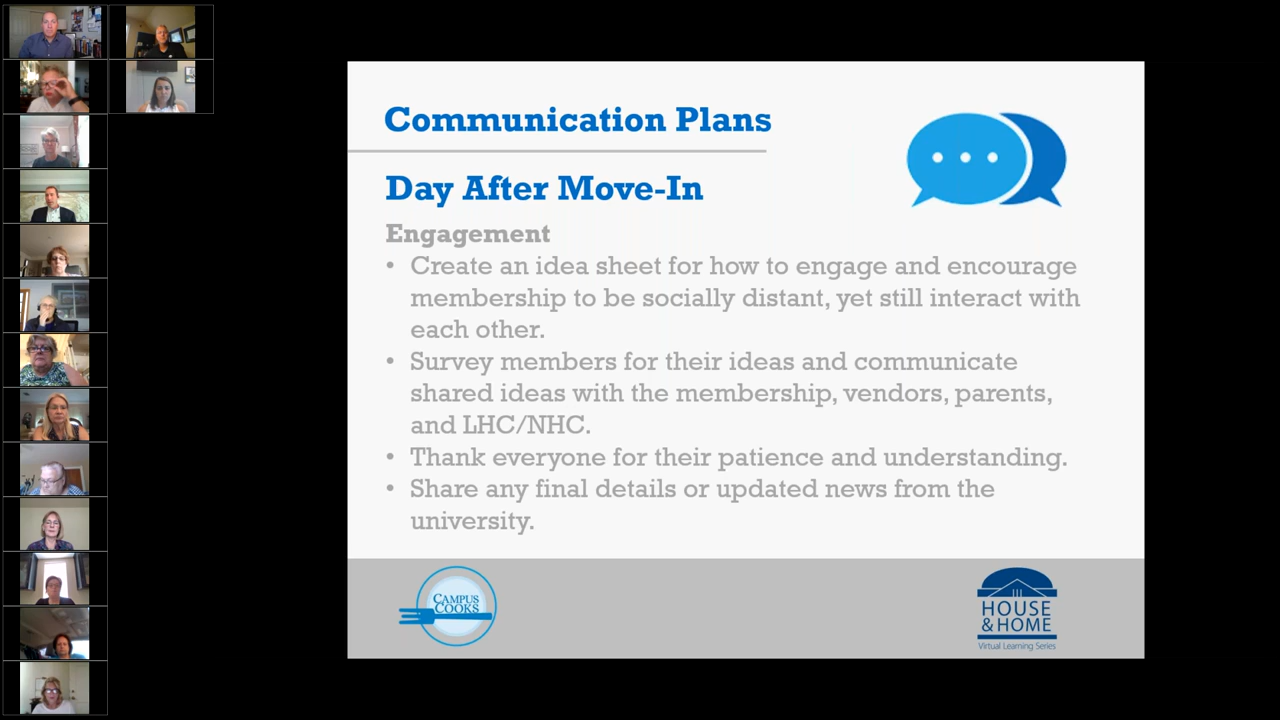 Communication Plans
Day After Move-In
Engagement
• Create an idea sheet for how to engage and encourage
membership to be socially distant, yet still interact with
each other.
• Survey members for their ideas and communicate
shared ideas with the membership, vendors, parents,
and LHC/NHC.
• Thank everyone for their patience and understanding.
• Share any final details or updated news from the
university.
CAMPUS
COOKS
HOUSE
& HOME
Virtual Learning Series